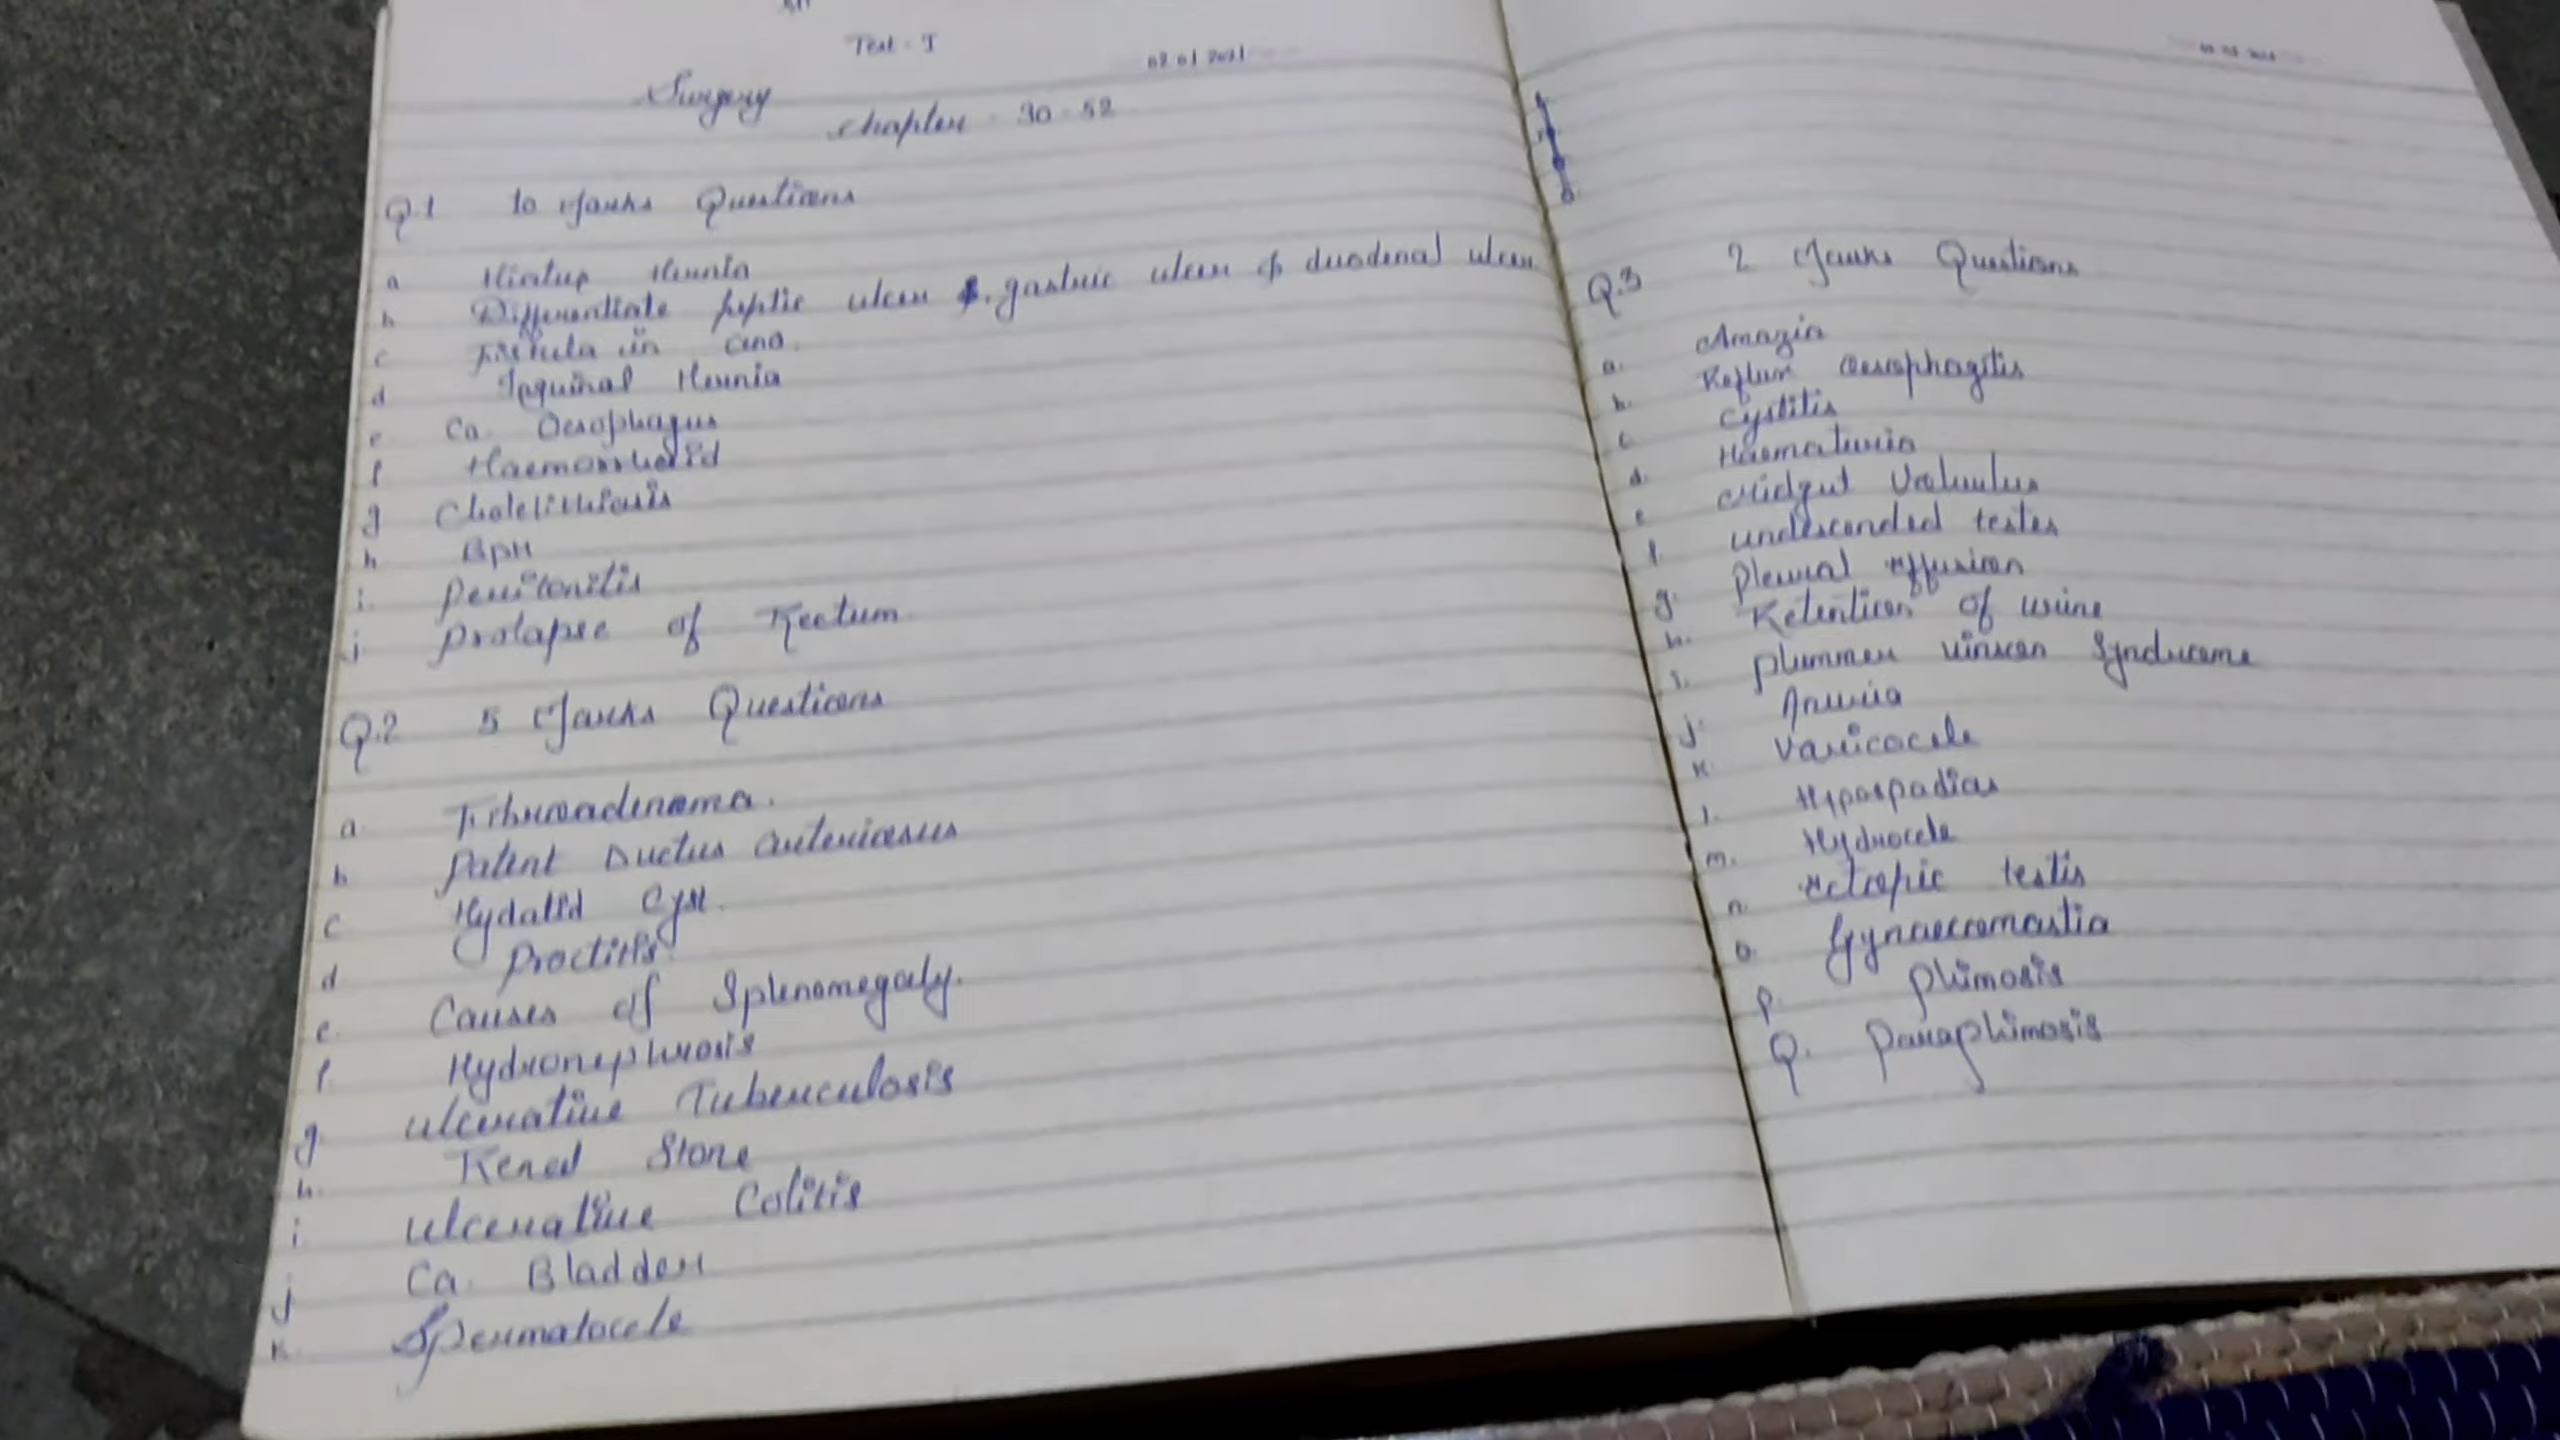 Test - I
02 01 2021
Surgery
Chapter - 30 - 52
Q.1 10 Marks Questions
a Hiatus Hernia
b Differentiate peptic ulcer gastric ulcer & duodenal ulcer
c Fistula in ano.
d Inguinal Hernia
e Ca. Oesophagus
f Haemorrhoid
g Cholelithiasis
h BPH
i. Peritonitis
j. Prolapse of Rectum
Q.2 5 Marks Questions
a Fibroadenoma.
b Patent Ductus arteriosus
c Hydatid Cyst.
d Proctitis
e. Causes of Splenomegaly.
f. Hydronephrosis
g. Ulcerative Tuberculosis
h. Renal Stone
i Ulcerative Colitis
j Ca. Bladder
K. Spermatocele
Q.3 2 Marks Questions
a. Amazia
b. Reflux Oesophagitis
c. Cystitis
d. Haematuria
e Midgut Volvulus
f. undescended testes
g. Pleural effusion
h. Retention of urine
i. Plummer vinson Syndrome
j. Anuria
K. Varicocele
l. Hypospadias
m. Hydrocele
n. Ectopic testis
o. Gynaecomastia
p. Phimosis
Q. Paraphimosis